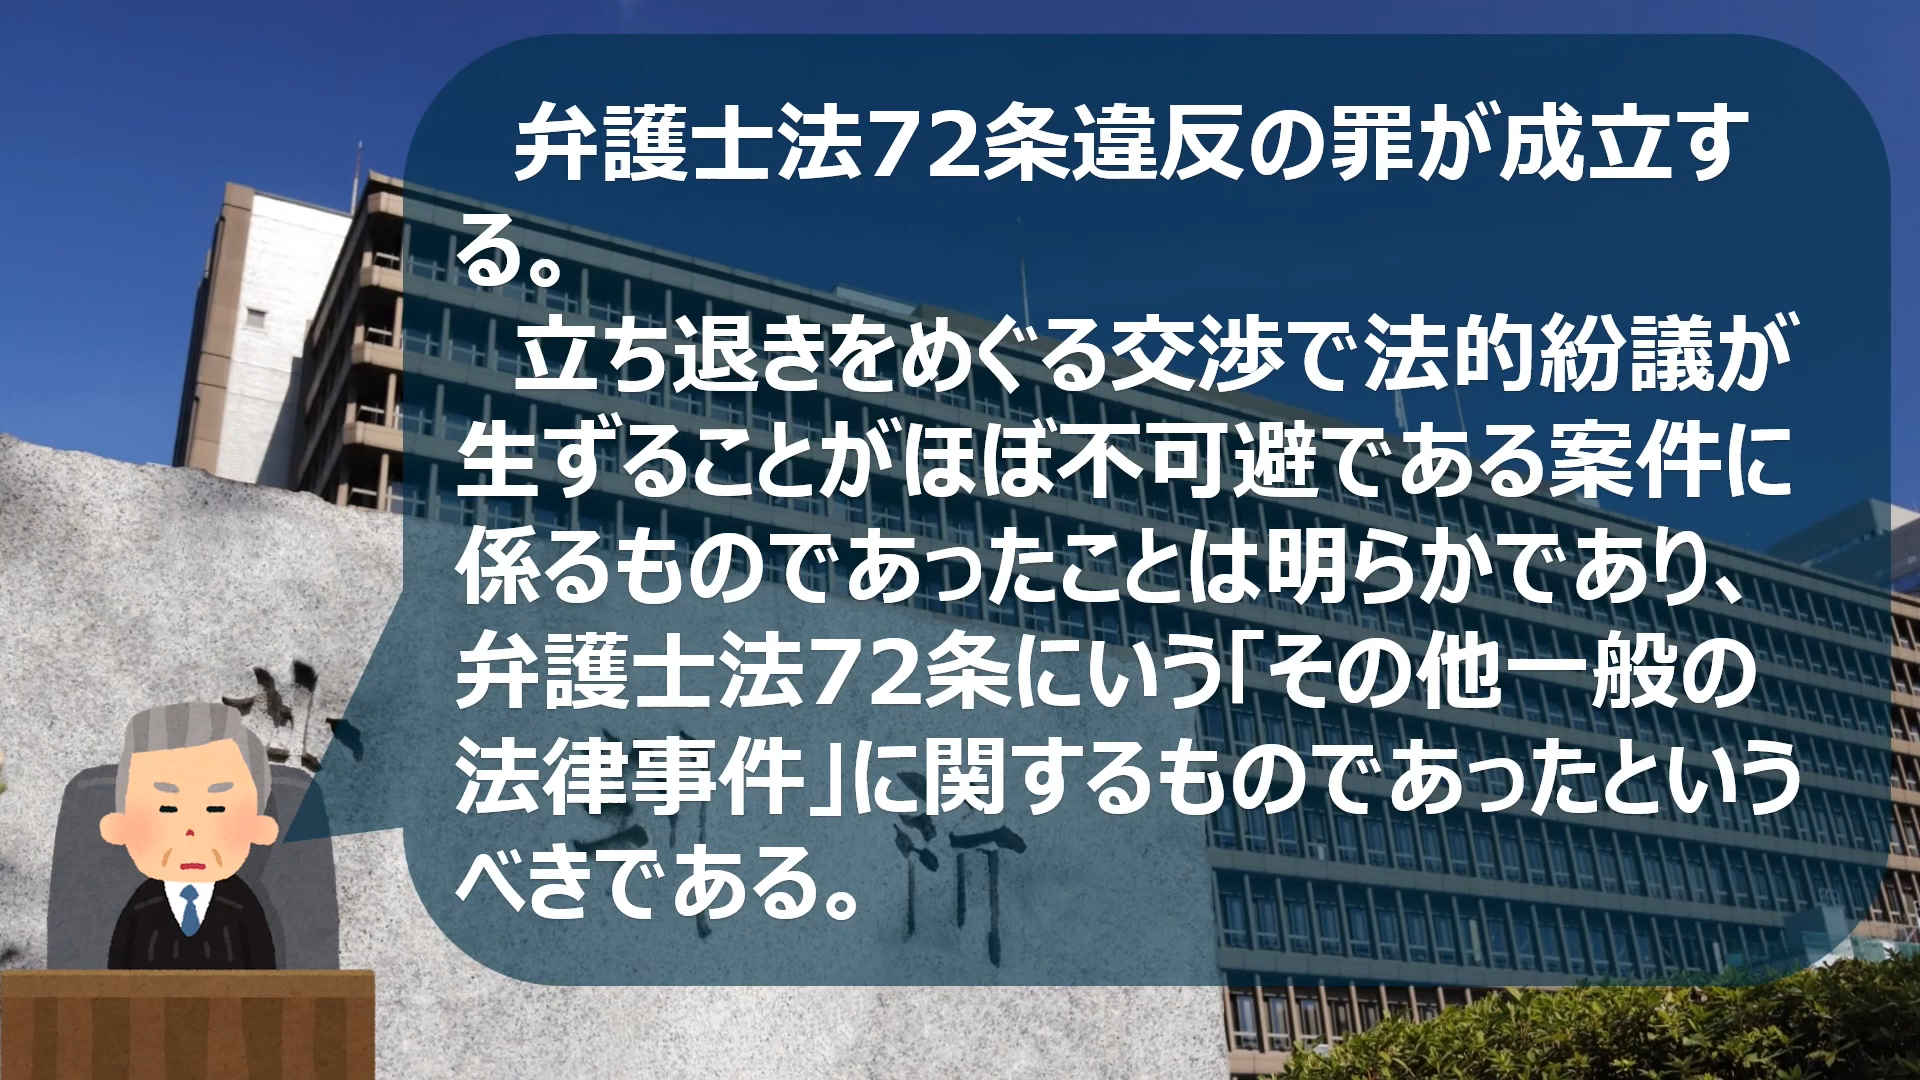 弁護士法72条違反の罪が成立す
る。
立ち退きをめぐる交渉で法的紛議が
生ずることがほぼ不可避である案件に
係るものであったことは明らかであり、
弁護士法72条にいう「その他一般の
法律事件」に関するものであったという
べきである。